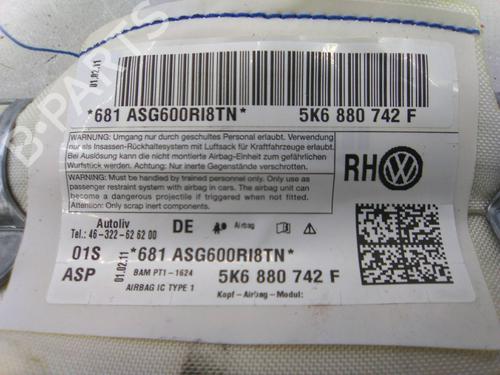 01.02.11
*681 ASG600RI8TN* 5K6 880 742 F
WARNUNG: Umgang nur durch geschultes Personal erlaubt. Verwendung
nur als Insassen-Rückhaltesystem mit Luftsack für Kraftfahrzeuge erlaubt.
Bei Auslösung kann die nicht montierte Airbag-Einheit zum gefährlichen
Wurfstück werden. Achtung: Nur inerte Gegenstände verschrotten.
RH
WARNING: Must be handled by trained personnel only. Only use as
passenger restraint system with airbag in cars. The airbag unit can
become a dangerous projectile if triggered when not mounted.
Attention: Only scrap inert components.
Autoliv DE Airbag
Tel.: 46-322-62 62 00
01S 01.02.11 *681 ASG600RI8TN*
ASP BAM PT1-1624 5K6 880 742 F
AIRBAG IC TYPE 1 Kopf-Airbag-Modul
B-PARTS